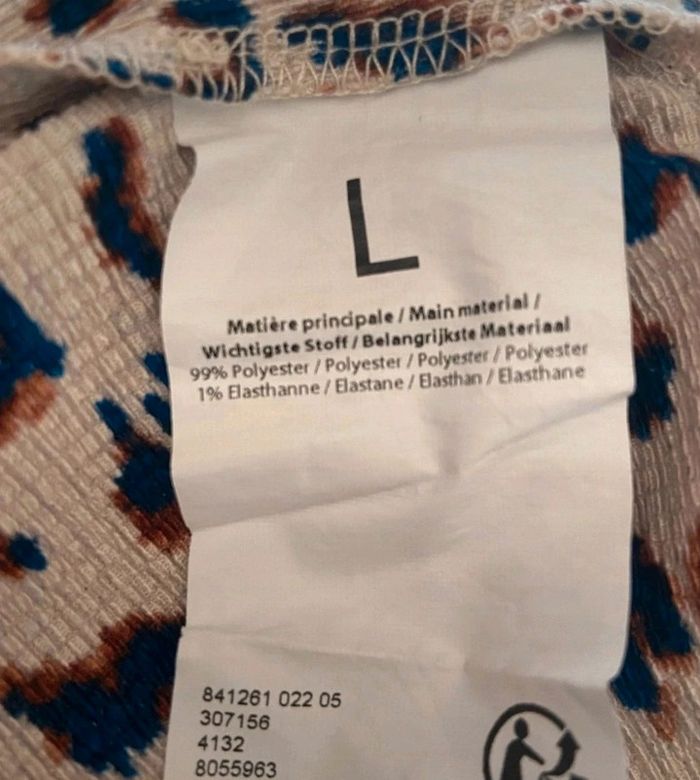 L
Matière principale / Main material /
Wichtigste Stoff / Belangrijkste Materiaal
99% Polyester / Polyester / Polyester / Polyester
1% Elasthanne / Elastane / Elasthan / Elasthane
841261 022 05
307156
4132
8055963